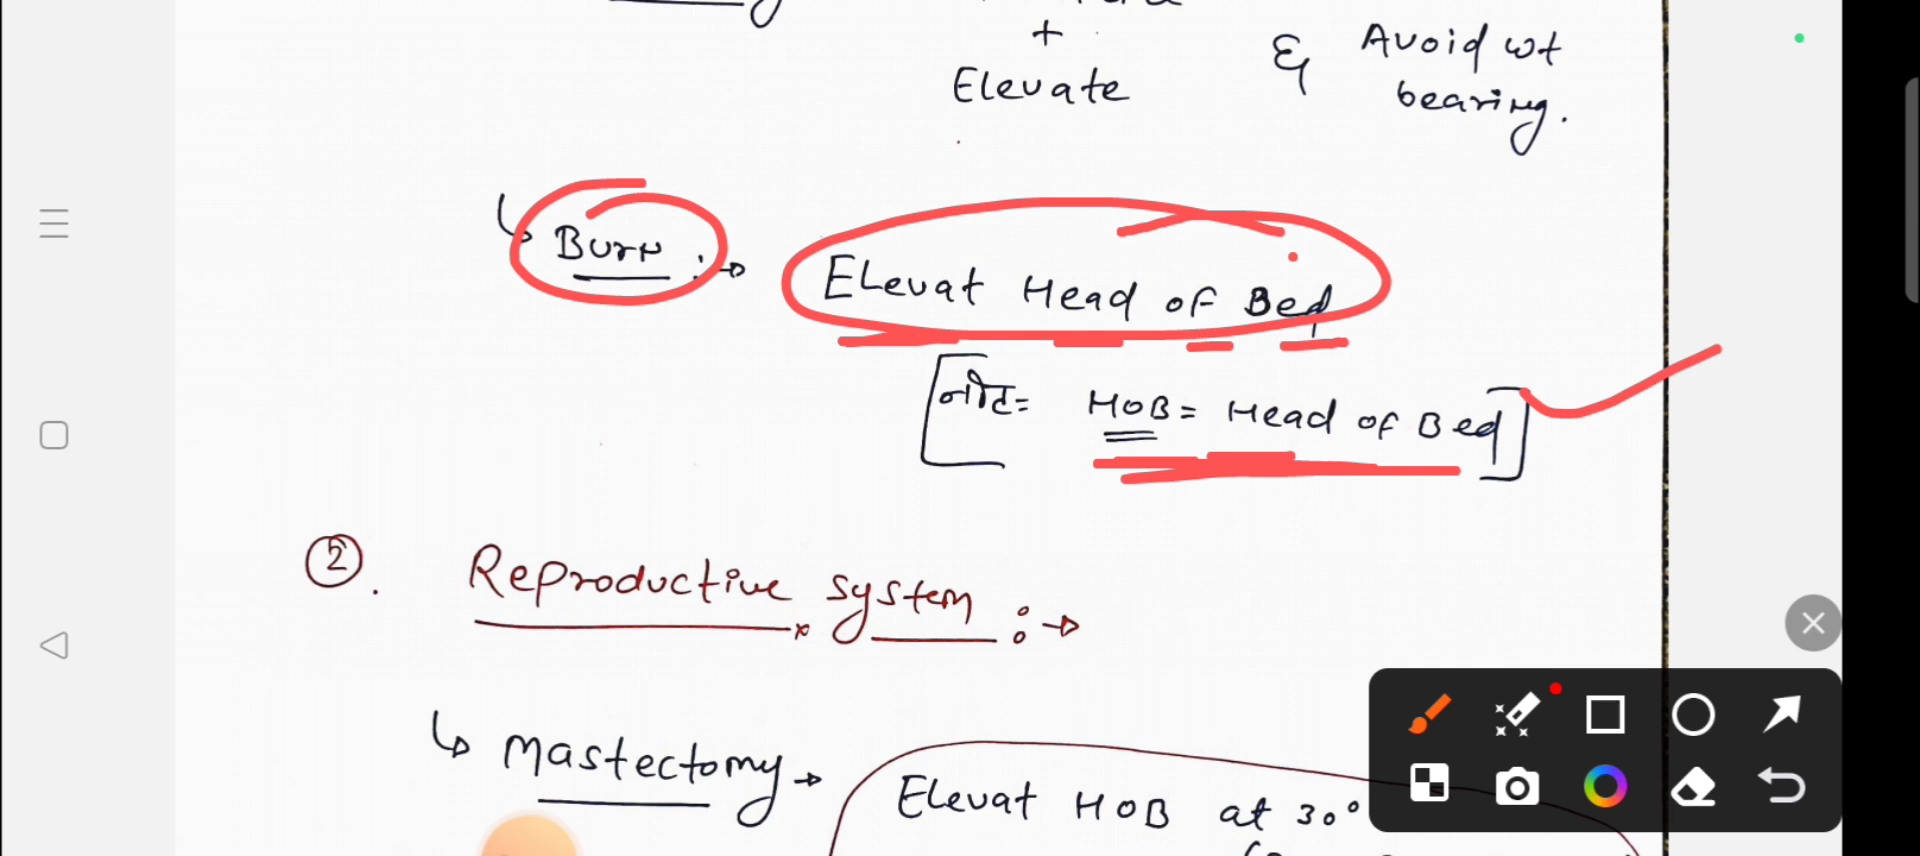 +
Elevate
& Avoid wt
bearing.
↳ Burn :→ Elevat Head of Bed
[नोट= HOB = Head of Bed]
②. Reproductive system :→
↳ Mastectomy → Elevat HOB at 30°